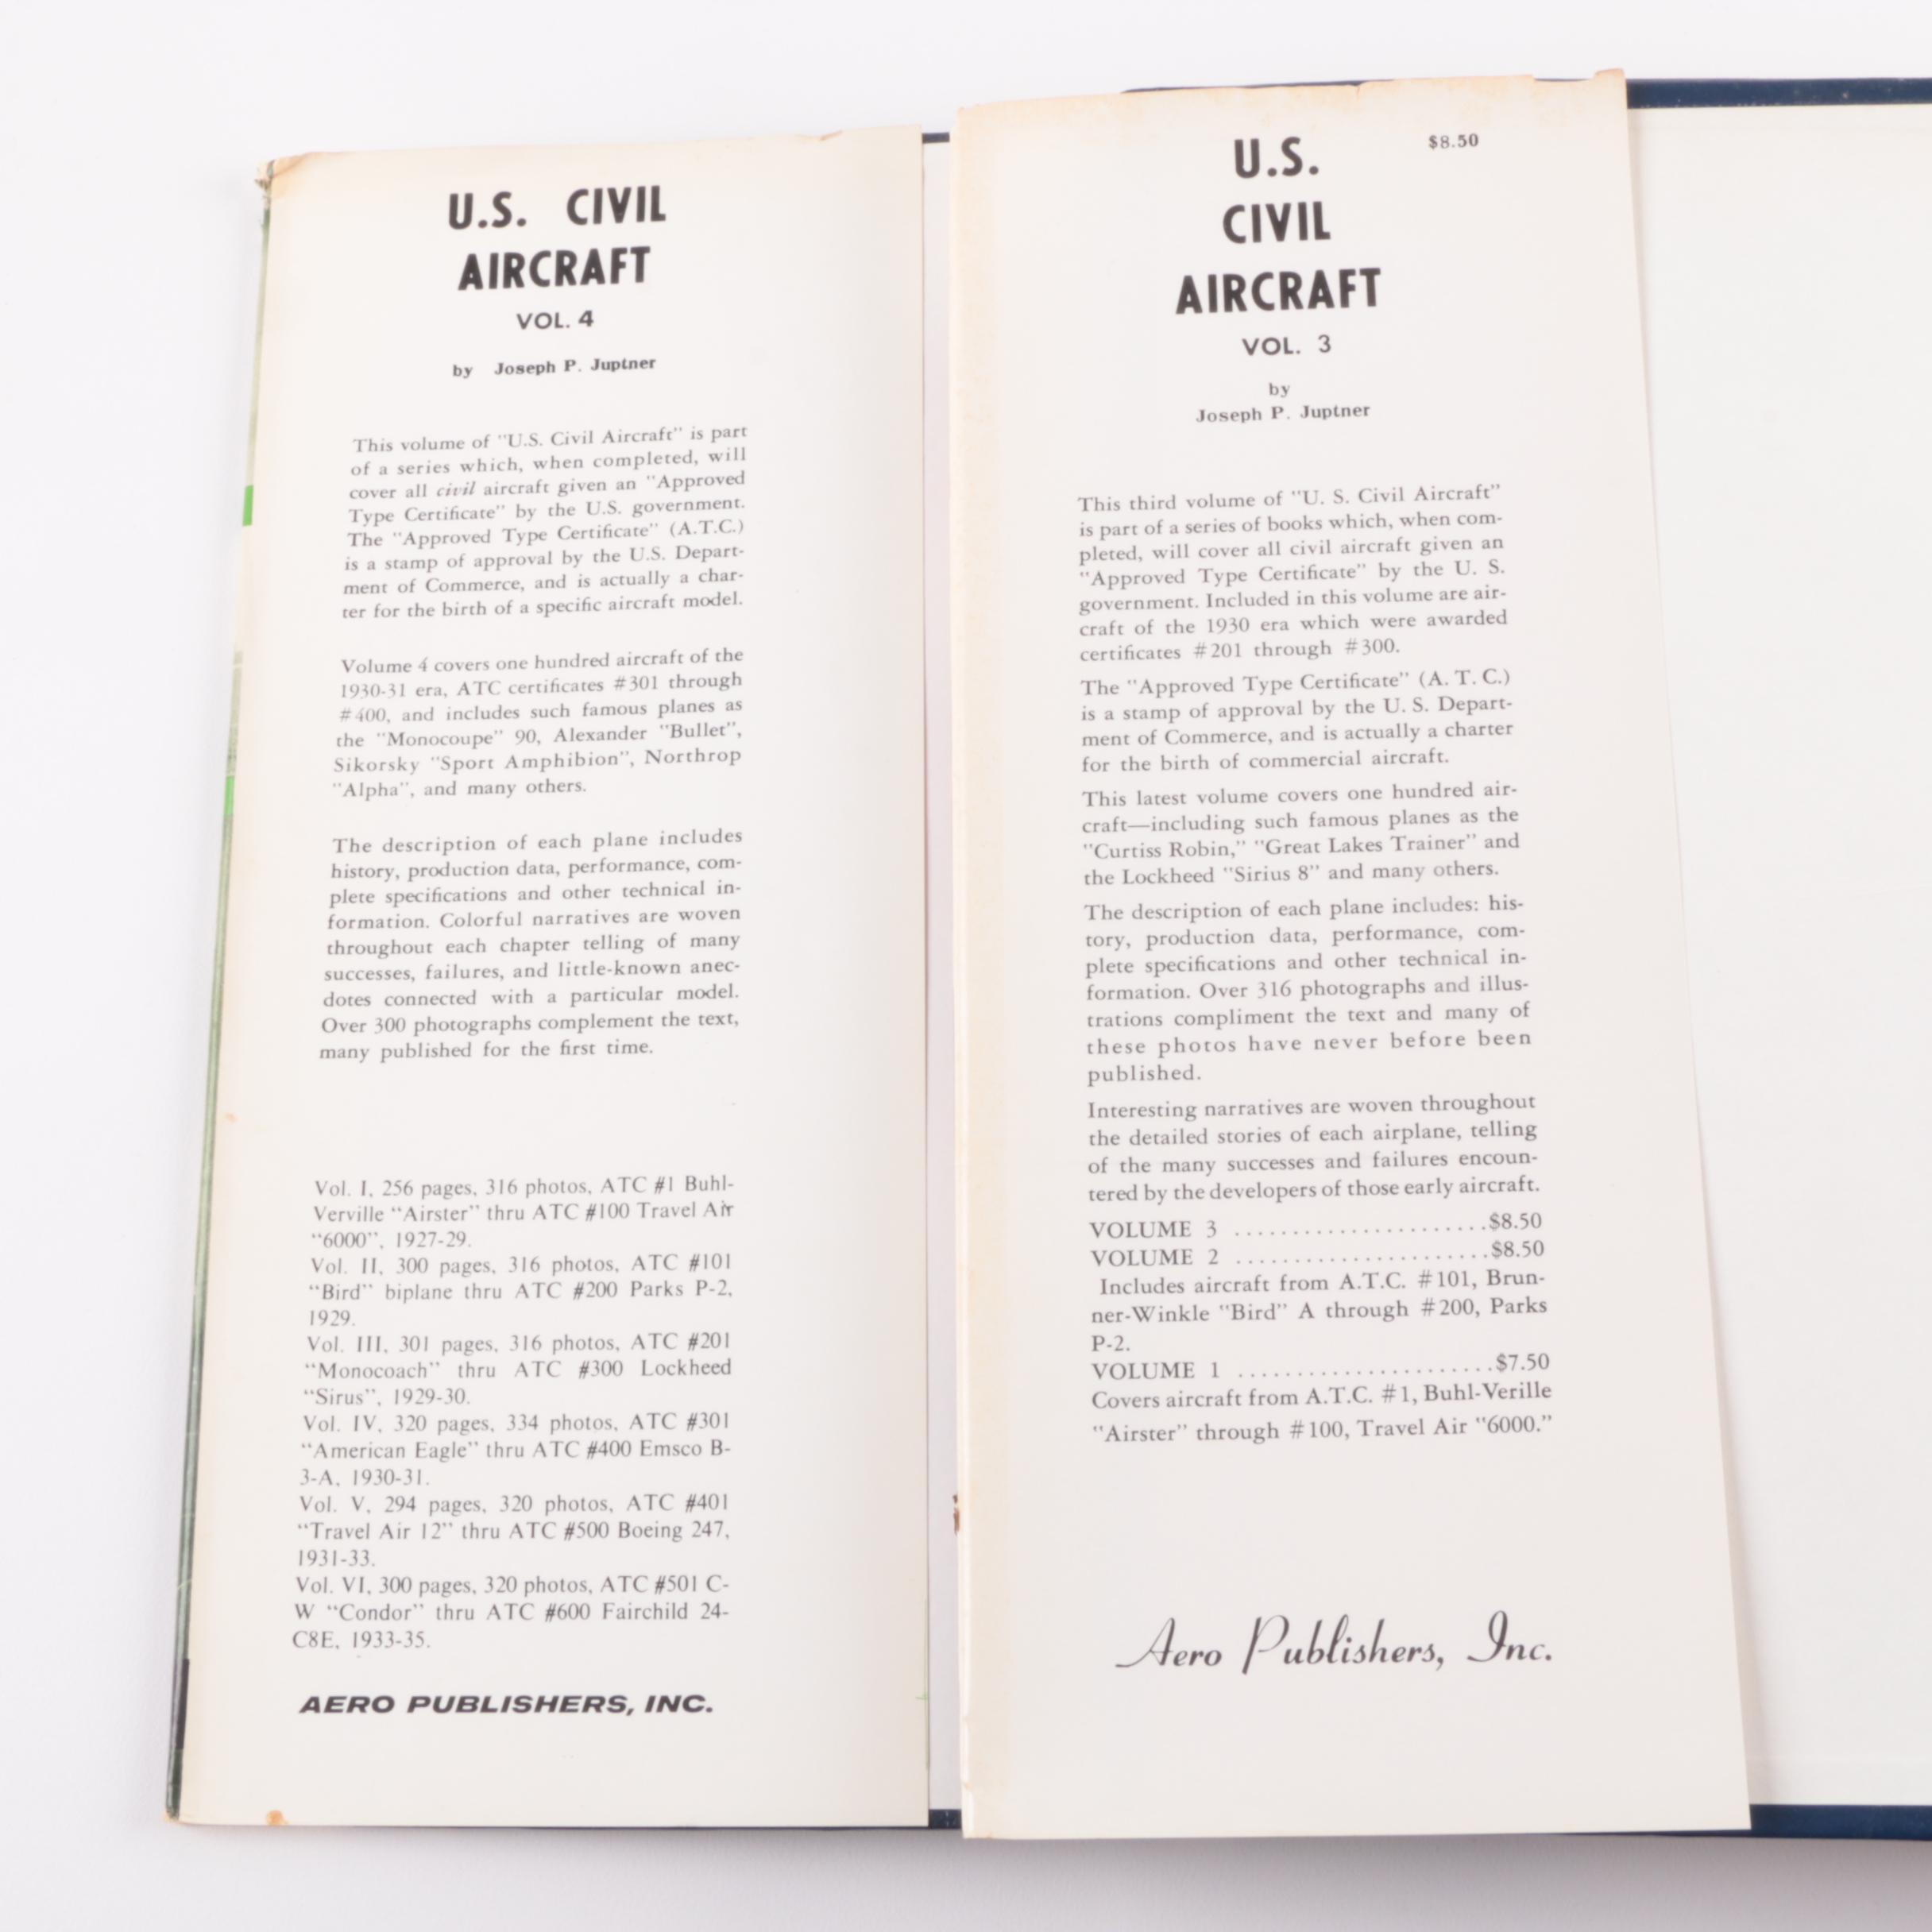 U.S. CIVIL
AIRCRAFT
VOL. 4
by Joseph P. Juptner
This volume of "U.S. Civil Aircraft" is part
of a series which, when completed, will
cover all civil aircraft given an "Approved
Type Certificate" by the U.S. government.
The "Approved Type Certificate" (A.T.C.)
is a stamp of approval by the U.S. Depart-
ment of Commerce, and is actually a char-
ter for the birth of a specific aircraft model.
Volume 4 covers one hundred aircraft of the
1930-31 era, ATC certificates #301 through
#400, and includes such famous planes as
the "Monocoupe" 90, Alexander "Bullet",
Sikorsky "Sport Amphibion", Northrop
"Alpha", and many others.
The description of each plane includes
history, production data, performance, com-
plete specifications and other technical in-
formation. Colorful narratives are woven
throughout each chapter telling of many
successes, failures, and little-known anec-
dotes connected with a particular model.
Over 300 photographs complement the text,
many published for the first time.
Vol. I, 256 pages, 316 photos, ATC #1 Buhl-
Verville "Airster" thru ATC #100 Travel Air
"6000", 1927-29.
Vol. II, 300 pages, 316 photos, ATC #101
"Bird" biplane thru ATC #200 Parks P-2,
1929.
Vol. III, 301 pages, 316 photos, ATC #201
"Monocoach" thru ATC #300 Lockheed
"Sirus", 1929-30.
Vol. IV, 320 pages, 334 photos, ATC #301
"American Eagle" thru ATC #400 Emsco B-
3-A, 1930-31.
Vol. V, 294 pages, 320 photos, ATC #401
"Travel Air 12" thru ATC #500 Boeing 247,
1931-33.
Vol. VI, 300 pages, 320 photos, ATC #501 C-
W "Condor" thru ATC #600 Fairchild 24-
C8E, 1933-35.
AERO PUBLISHERS, INC.
$8.50
U.S.
CIVIL
AIRCRAFT
VOL. 3
by
Joseph P. Juptner
This third volume of "U. S. Civil Aircraft"
is part of a series of books which, when com-
pleted, will cover all civil aircraft given an
"Approved Type Certificate" by the U. S.
government. Included in this volume are air-
craft of the 1930 era which were awarded
certificates #201 through #300.
The "Approved Type Certificate" (A. T. C.)
is a stamp of approval by the U. S. Depart-
ment of Commerce, and is actually a charter
for the birth of commercial aircraft.
This latest volume covers one hundred air-
craft—including such famous planes as the
"Curtiss Robin," "Great Lakes Trainer" and
the Lockheed "Sirius 8" and many others.
The description of each plane includes: his-
tory, production data, performance, com-
plete specifications and other technical in-
formation. Over 316 photographs and illus-
trations compliment the text and many of
these photos have never before been
published.
Interesting narratives are woven throughout
the detailed stories of each airplane, telling
of the many successes and failures encoun-
tered by the developers of those early aircraft.
VOLUME 3 ......................$8.50
VOLUME 2 ......................$8.50
Includes aircraft from A.T.C. #101, Brun-
ner-Winkle "Bird" A through #200, Parks
P-2.
VOLUME 1 ......................$7.50
Covers aircraft from A.T.C. #1, Buhl-Verille
"Airster" through #100, Travel Air "6000."
Aero Publishers, Inc.